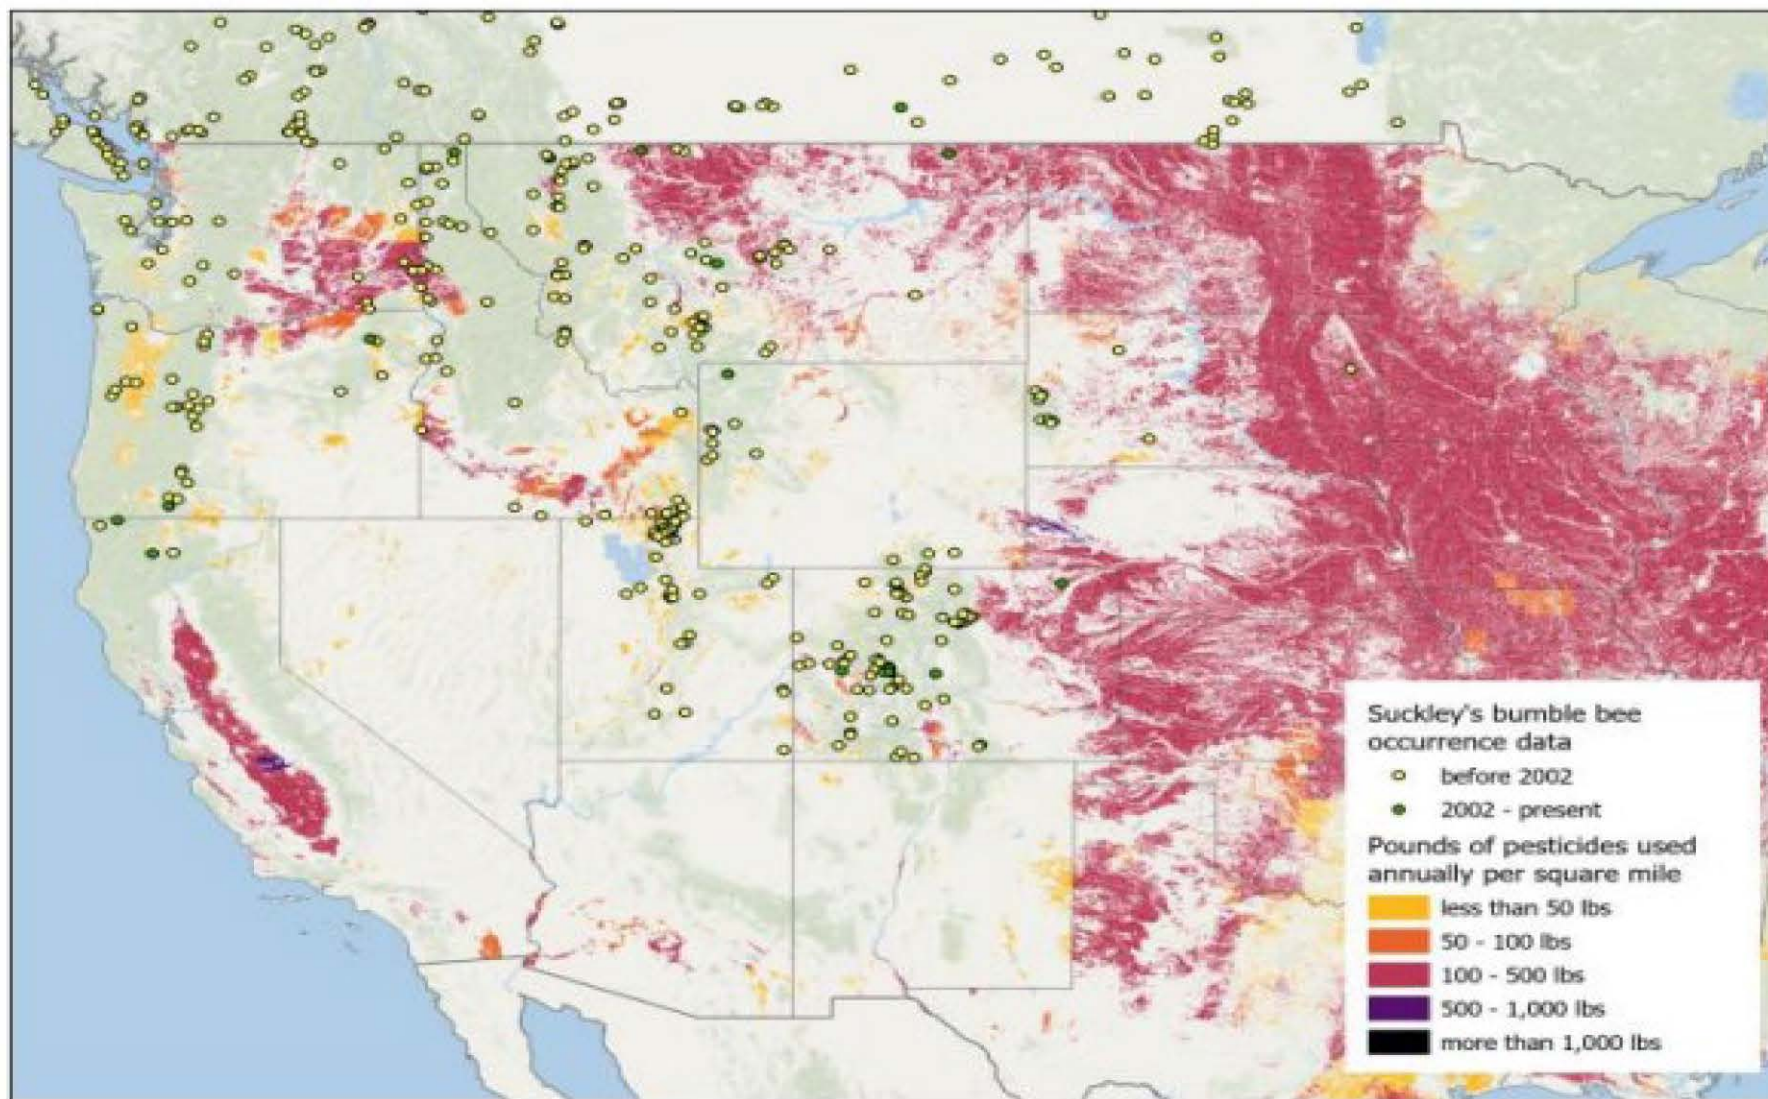 Suckley's bumble bee
occurrence data
before 2002
2002 - present
Pounds of pesticides used
annually per square mile
less than 50 lbs
50 - 100 lbs
100 - 500 lbs
500 - 1,000 lbs
more than 1,000 lbs